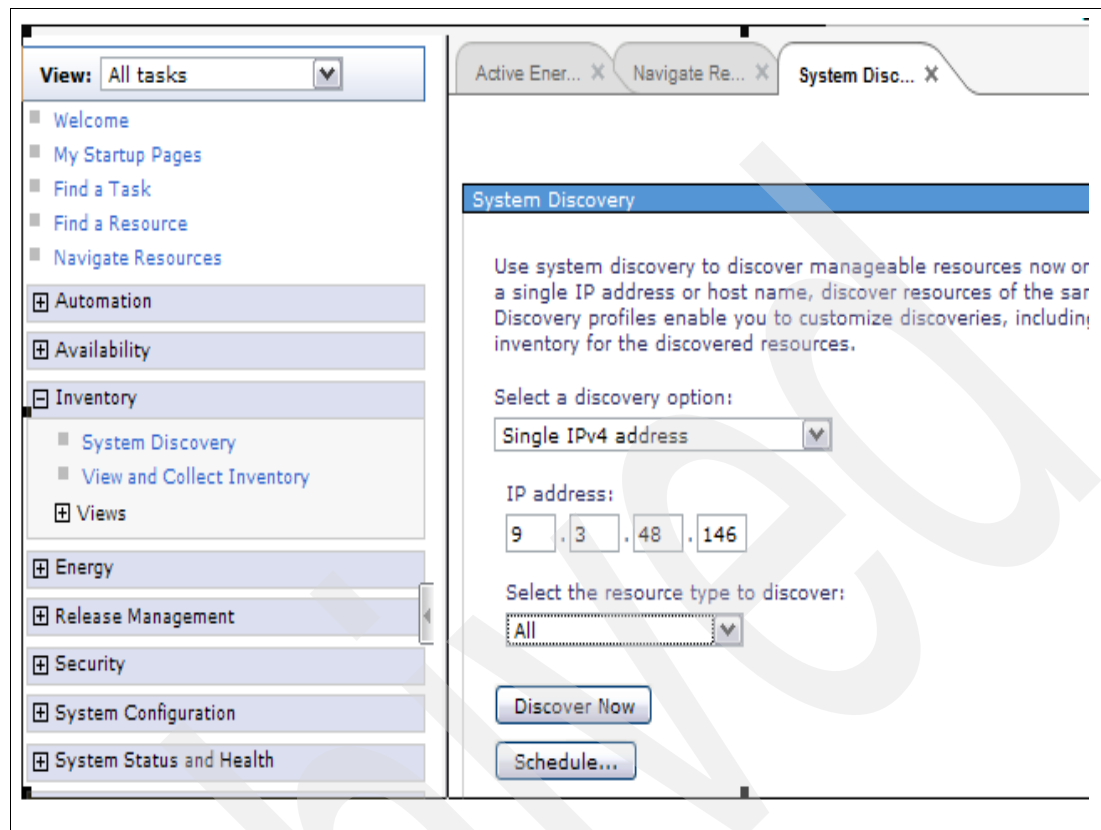 View: All tasks
Welcome
My Startup Pages
Find a Task
Find a Resource
Navigate Resources
Automation
Availability
Inventory
System Discovery
View and Collect Inventory
Views
Energy
Release Management
Security
System Configuration
System Status and Health
Active Ener... Navigate Re... System Disc...
System Discovery
Use system discovery to discover manageable resources now or
a single IP address or host name, discover resources of the sar
Discovery profiles enable you to customize discoveries, including
inventory for the discovered resources.
Select a discovery option:
Single IPv4 address
IP address:
9 . 3 . 48 . 146
Select the resource type to discover:
All
Discover Now
Schedule...